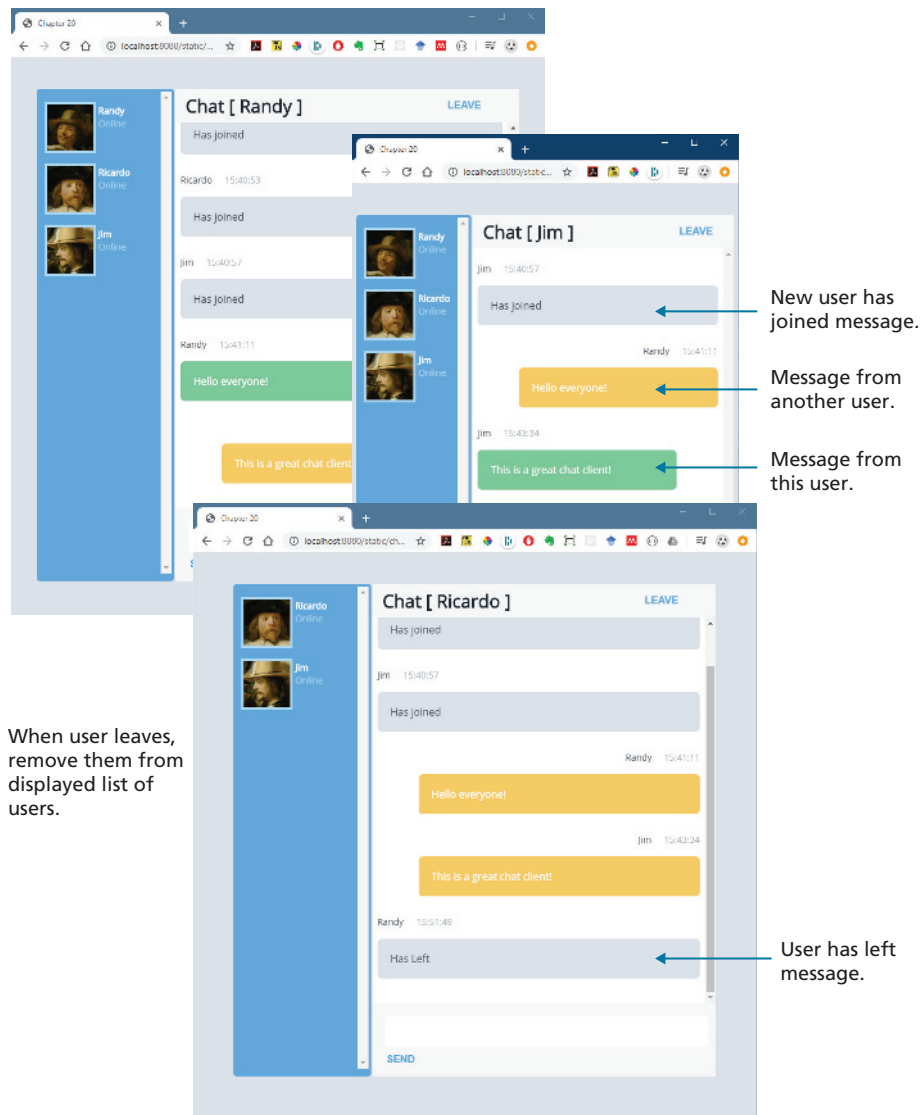 Chapter 20
localhost:8080/static/...
Randy
Online
Ricardo
Online
Jim
Online
Chat [ Randy ]
LEAVE
Has joined
Ricardo 15:40:53
Has joined
Jim 15:40:57
Has joined
Randy 15:41:11
Hello everyone!
This is a great chat client
Chapter 20
localhost:8080/static...
Randy
Online
Ricardo
Online
Jim
Online
Chat [ Jim ]
LEAVE
Jim 15:40:57
Has joined
Randy 15:41:11
Hello everyone!
Jim 15:43:34
This is a great chat client!
New user has
joined message.
Message from
another user.
Message from
this user.
Chapter 20
localhost:8080/static/ch...
Ricardo
Online
Jim
Online
Chat [ Ricardo ]
LEAVE
Has joined
Jim 15:40:57
Has joined
Randy 15:41:11
Hello everyone!
Jim 15:43:34
This is a great chat client!
Randy 15:51:49
Has Left
SEND
When user leaves,
remove them from
displayed list of
users.
User has left
message.